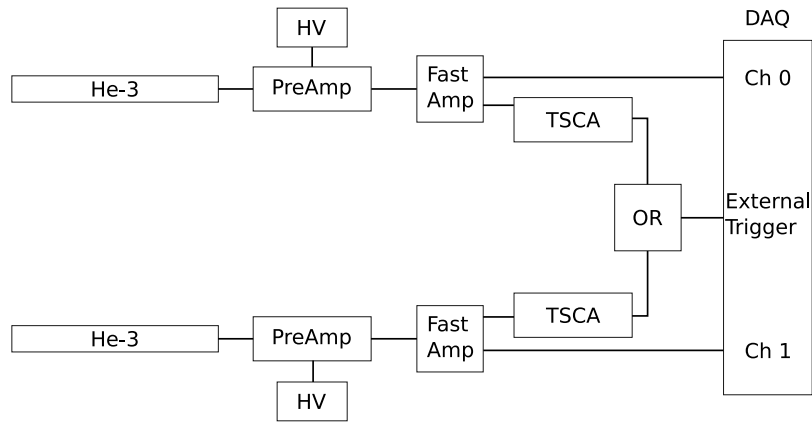 DAQ
HV
He-3
PreAmp
Fast
Amp
Ch 0
TSCA
OR
External
Trigger
TSCA
He-3
PreAmp
Fast
Amp
Ch 1
HV